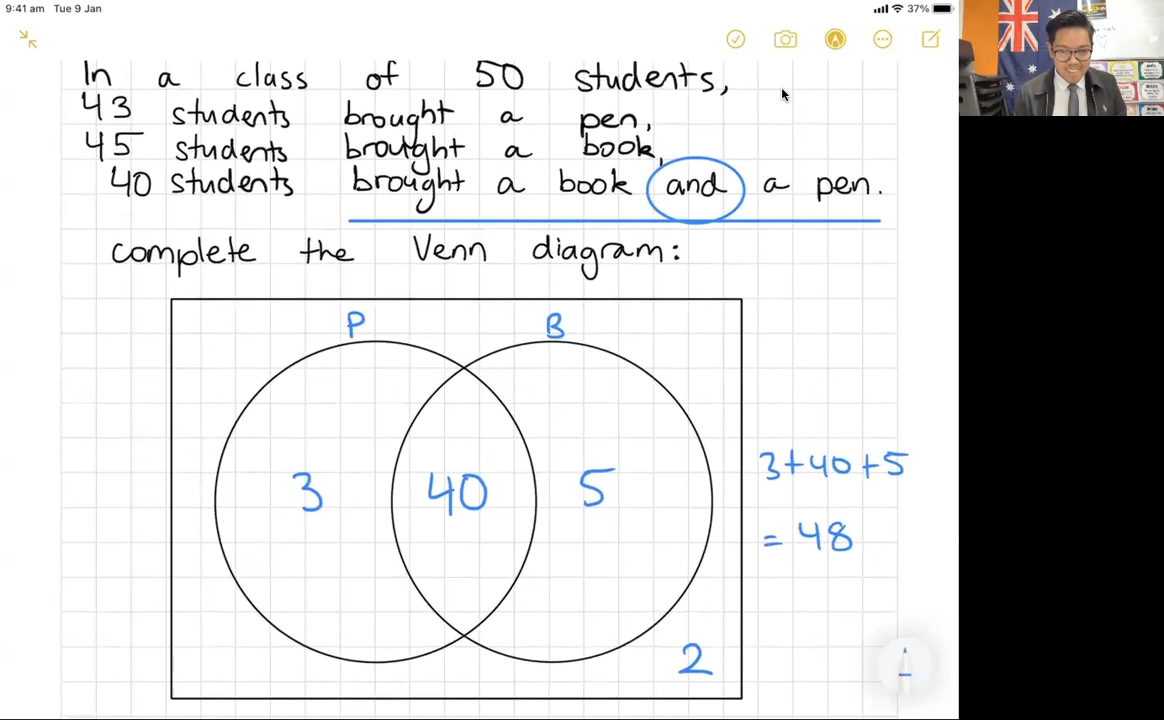 9:41 am Tue 9 Jan 37%
In a class of 50 students,
43 students brought a pen,
45 students brought a book,
40 students brought a book and a pen.
complete the Venn diagram:
P B
3 40 5
3+40+5
= 48
2